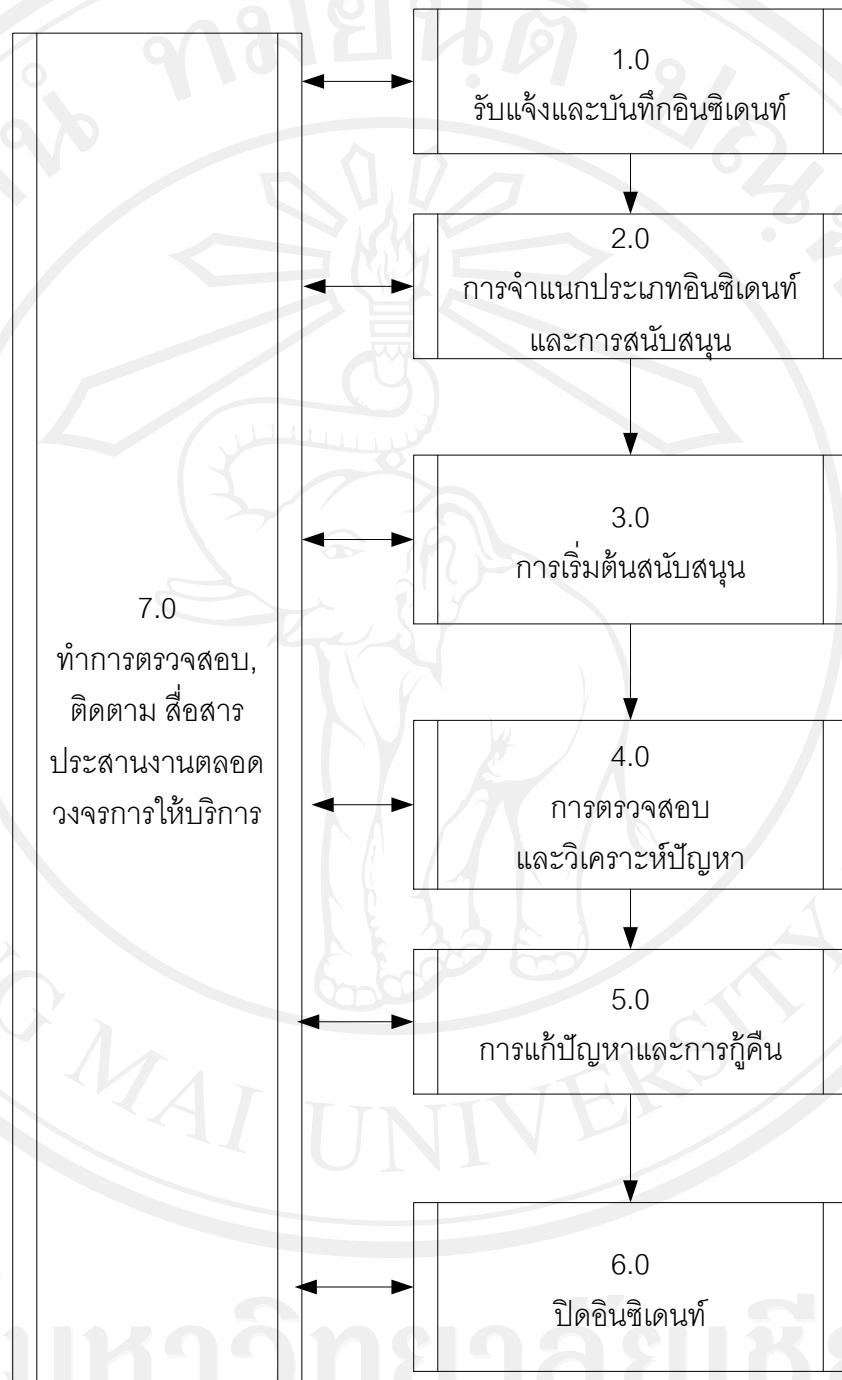 1.0
รับแจ้งและบันทึกอินซิเดนท์
2.0
การจำแนกประเภทอินซิเดนท์
และการสนับสนุน
3.0
การเริ่มต้นสนับสนุน
7.0
ทำการตรวจสอบ,
ติดตาม สื่อสาร
ประสานงานตลอด
วงจรการให้บริการ
4.0
การตรวจสอบ
และวิเคราะห์ปัญหา
5.0
การแก้ปัญหาและการกู้คืน
6.0
ปิดอินซิเดนท์
G MAI UNIVERSITY